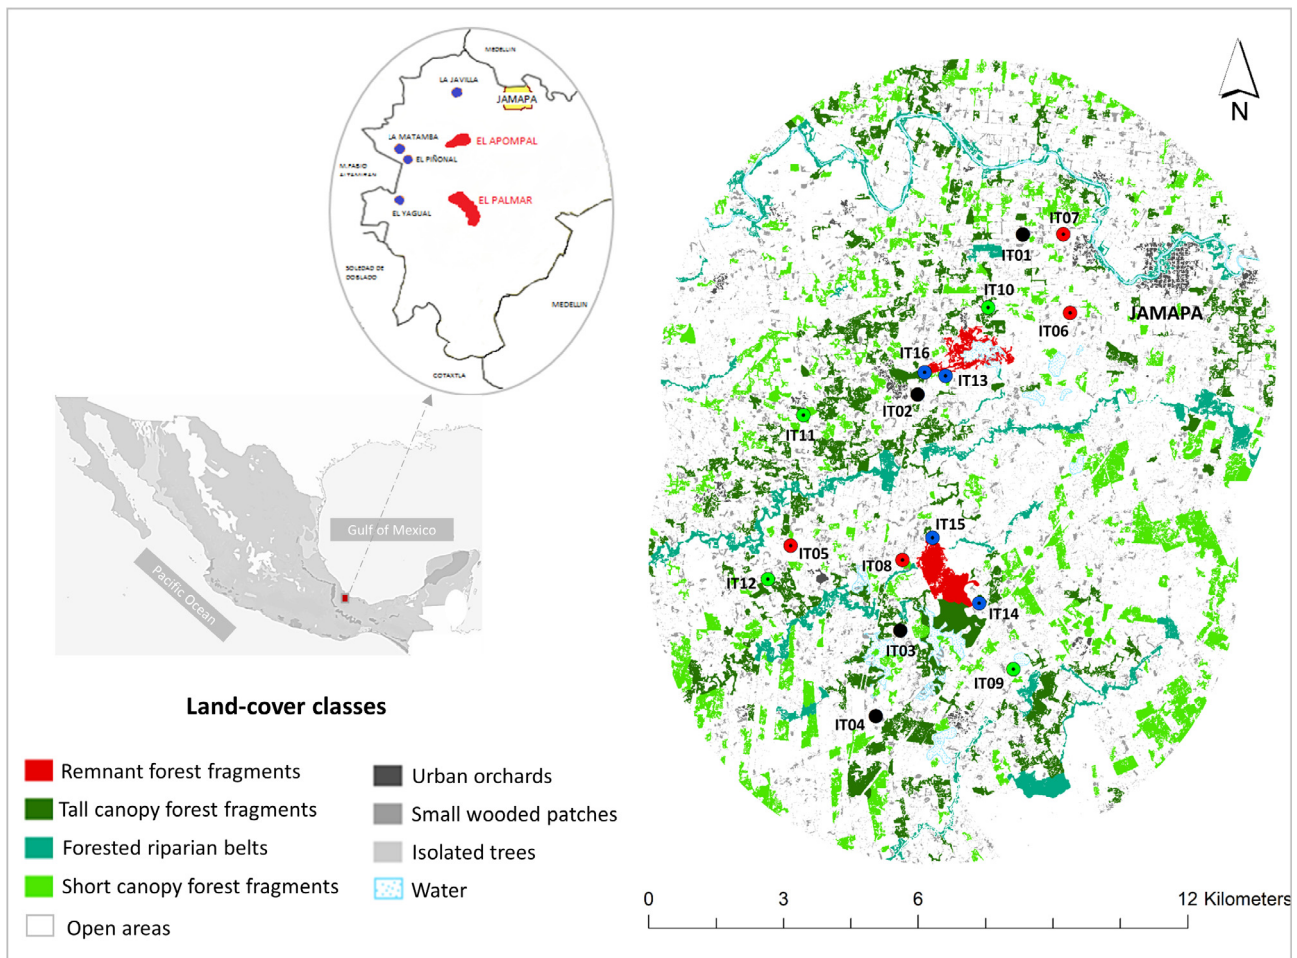 MEDELLIN
LA JAVILLA
JAMAPA
LA MATAMBA
EL APOMPAL
EL PIÑONAL
M.FABIO
ALTAMIRAN
EL PALMAR
EL YAGUAL
SOLEDAD DE
DOBLADO
MEDELLIN
COTAXTLA
N
IT07
IT01
IT10
JAMAPA
IT06
IT16
IT13
IT02
IT11
IT15
IT05
IT08
IT12
IT14
IT03
IT09
IT04
Gulf of Mexico
Pacific Ocean
Land-cover classes
Remnant forest fragments
Tall canopy forest fragments
Forested riparian belts
Short canopy forest fragments
Open areas
Urban orchards
Small wooded patches
Isolated trees
Water
0 3 6 12 Kilometers